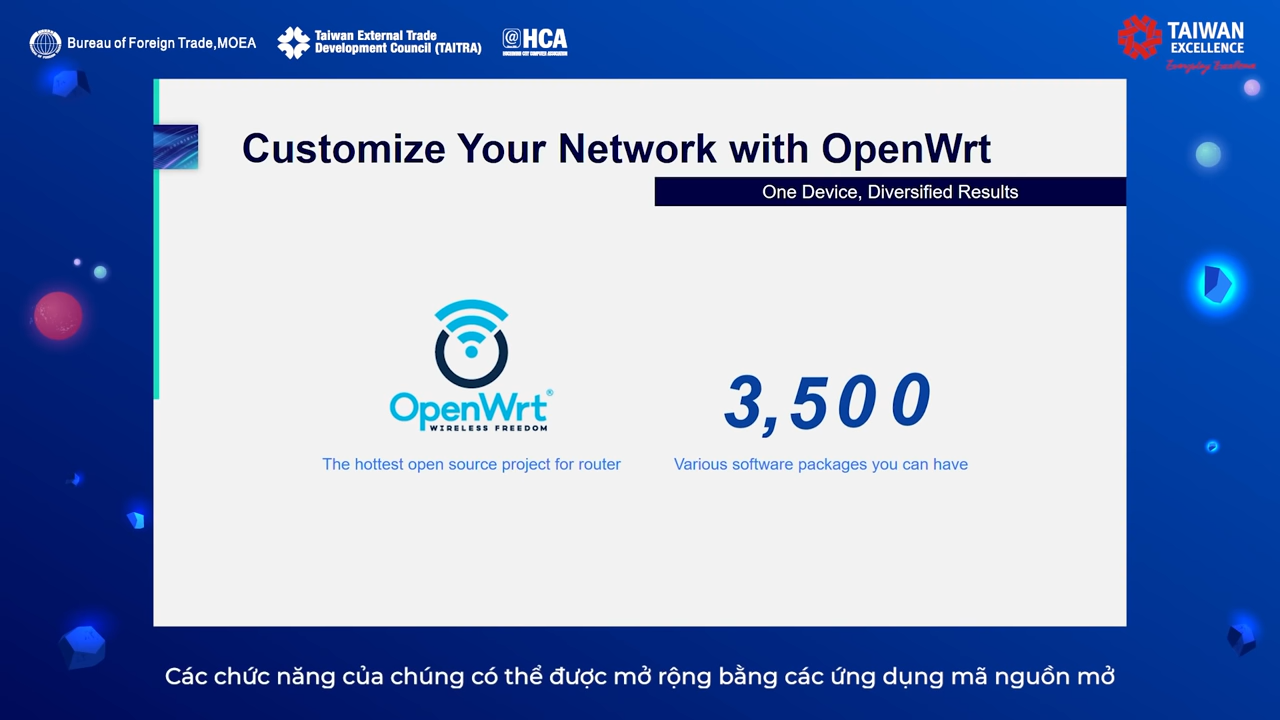 Bureau of Foreign Trade,MOEA
Taiwan External Trade
Development Council (TAITRA)
@HCA
TAIWAN
EXCELLENCE
Everyday Excellence
Customize Your Network with OpenWrt
One Device, Diversified Results
OpenWrt®
WIRELESS FREEDOM
3,500
The hottest open source project for router
Various software packages you can have
Các chức năng của chúng có thể được mở rộng bằng các ứng dụng mã nguồn mở